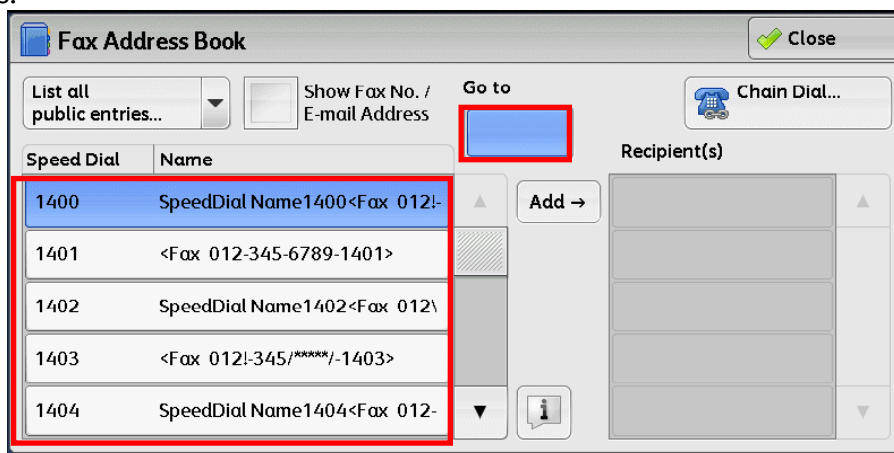 Fax Address Book
Close
List all
public entries...
Show Fax No. /
E-mail Address
Go to
Chain Dial...
Speed Dial Name
Recipient(s)
1400 SpeedDial Name1400<Fax 012!-
Add →
1401 <Fax 012-345-6789-1401>
1402 SpeedDial Name1402<Fax 012\
1403 <Fax 012!-345/*****/-1403>
1404 SpeedDial Name1404<Fax 012-
i